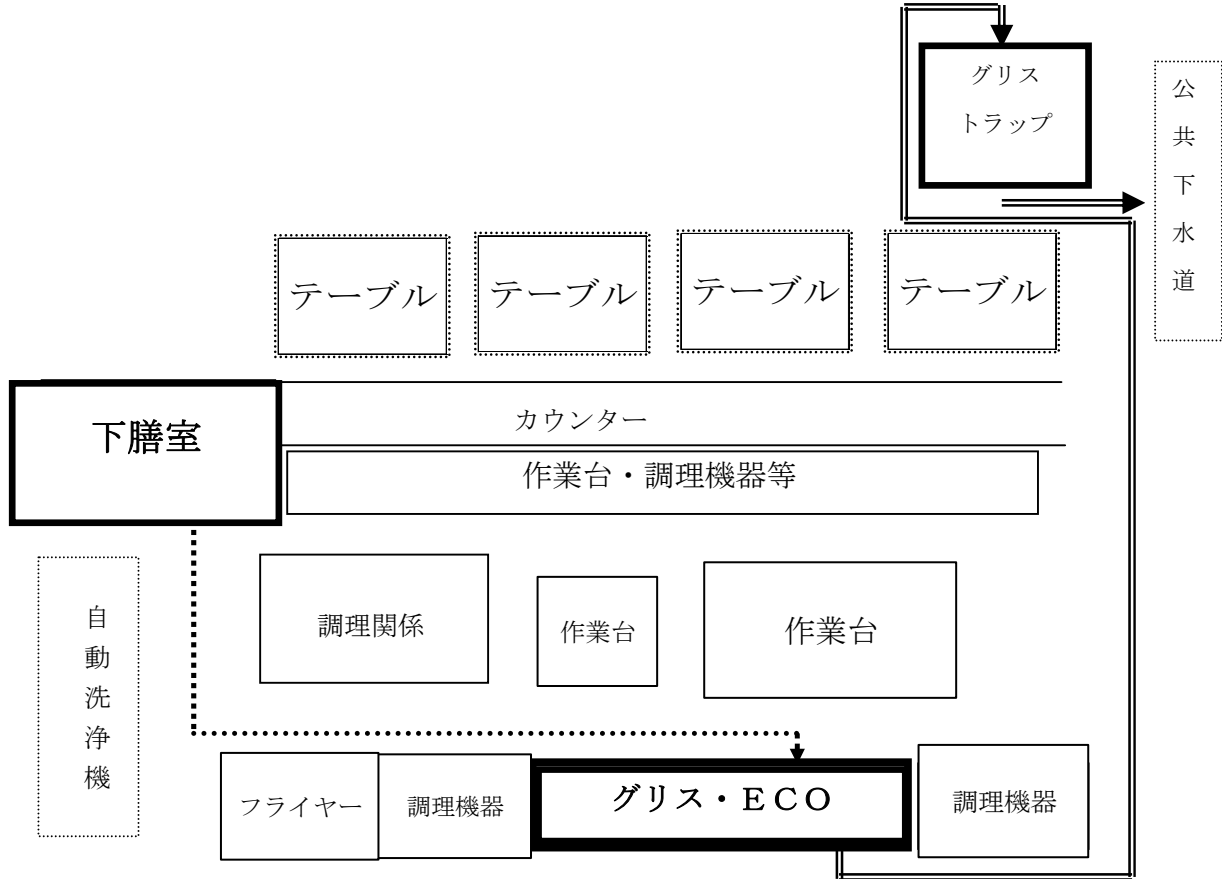 グリス
トラップ
公共下水道
テーブル
テーブル
テーブル
テーブル
下膳室
カウンター
作業台・調理機器等
自動洗浄機
調理関係
作業台
作業台
フライヤー
調理機器
グリス・ECO
調理機器